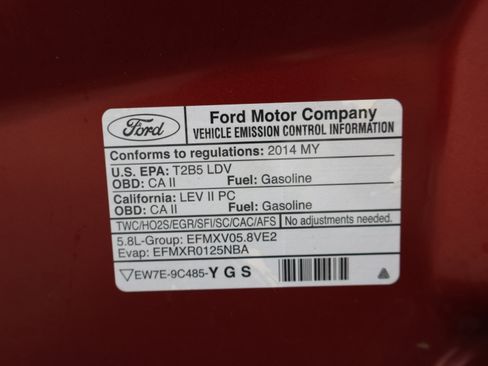 Ford
Ford Motor Company
VEHICLE EMISSION CONTROL INFORMATION
Conforms to regulations: 2014 MY
U.S. EPA: T2B5 LDV
OBD: CA II Fuel: Gasoline
California: LEV II PC
OBD: CA II Fuel: Gasoline
TWC/HO2S/EGR/SFI/SC/CAC/AFS No adjustments needed.
5.8L-Group: EFMXV05.8VE2
Evap: EFMXR0125NBA
EW7E-9C485-Y G S